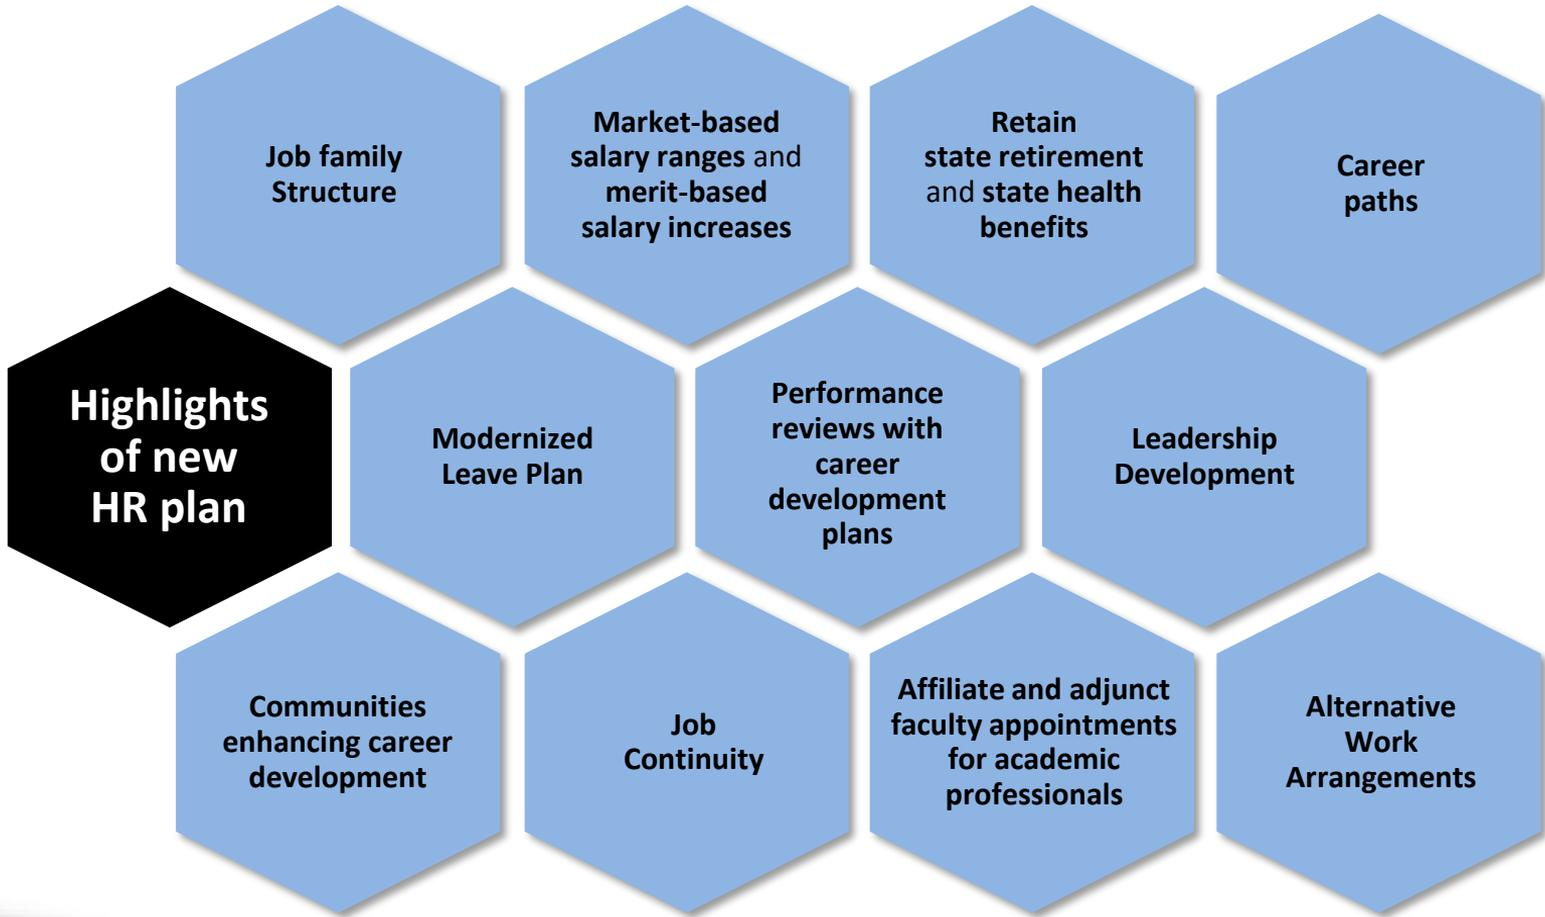 Job family
Structure
Market-based
salary ranges and
merit-based
salary increases
Retain
state retirement
and state health
benefits
Career
paths
Highlights
of new
HR plan
Modernized
Leave Plan
Performance
reviews with
career
development
plans
Leadership
Development
Communities
enhancing career
development
Job
Continuity
Affiliate and adjunct
faculty appointments
for academic
professionals
Alternative
Work
Arrangements